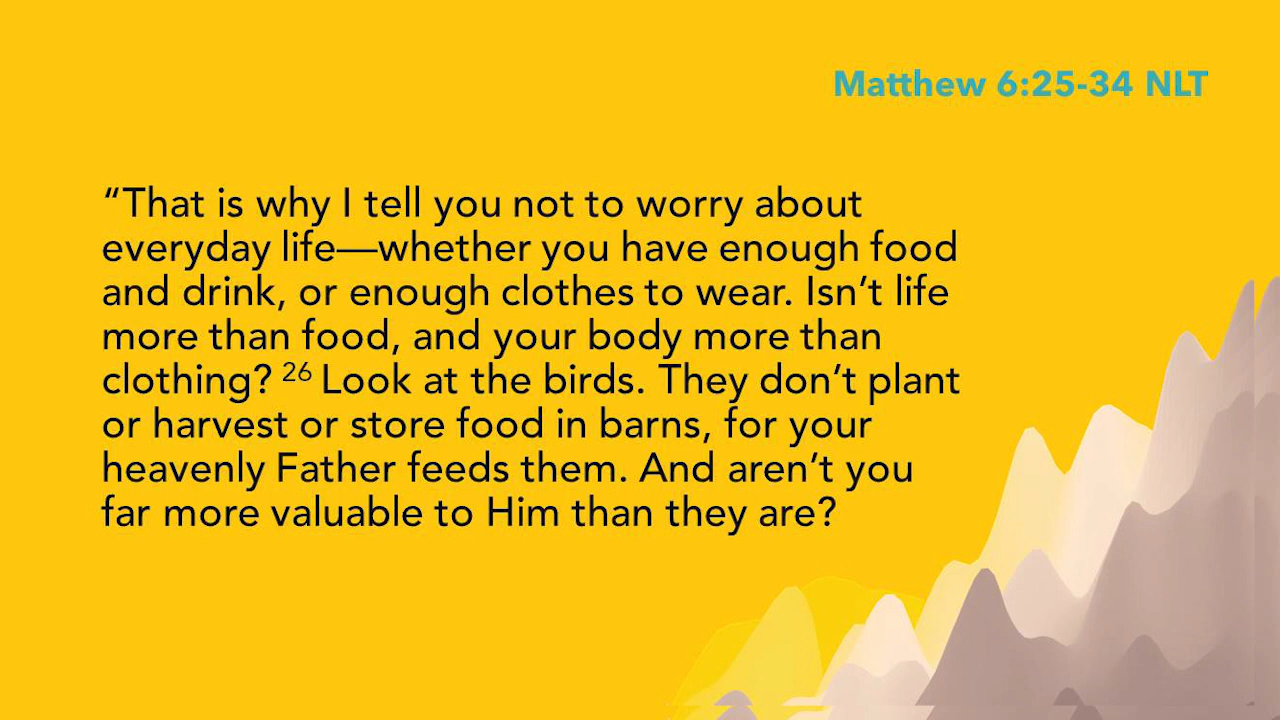 Matthew 6:25-34 NLT
“That is why I tell you not to worry about
everyday life—whether you have enough food
and drink, or enough clothes to wear. Isn’t life
more than food, and your body more than
clothing? 26 Look at the birds. They don’t plant
or harvest or store food in barns, for your
heavenly Father feeds them. And aren’t you
far more valuable to Him than they are?